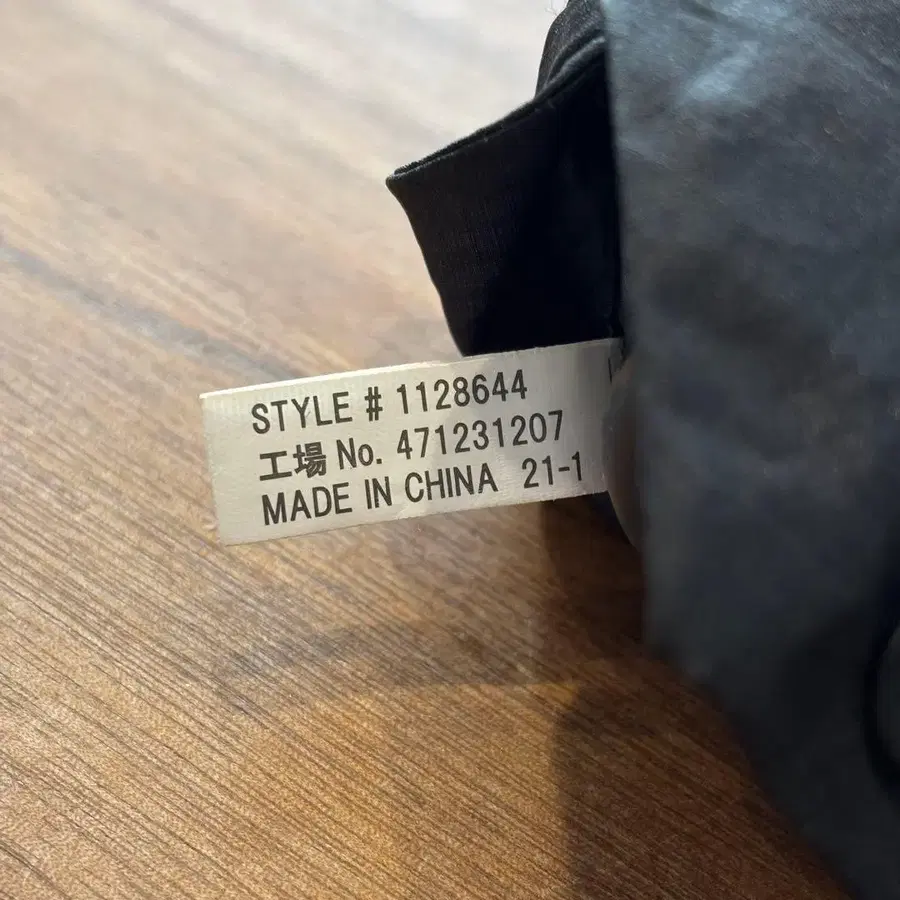 STYLE # 1128644
工場 No. 471231207
MADE IN CHINA 21-1